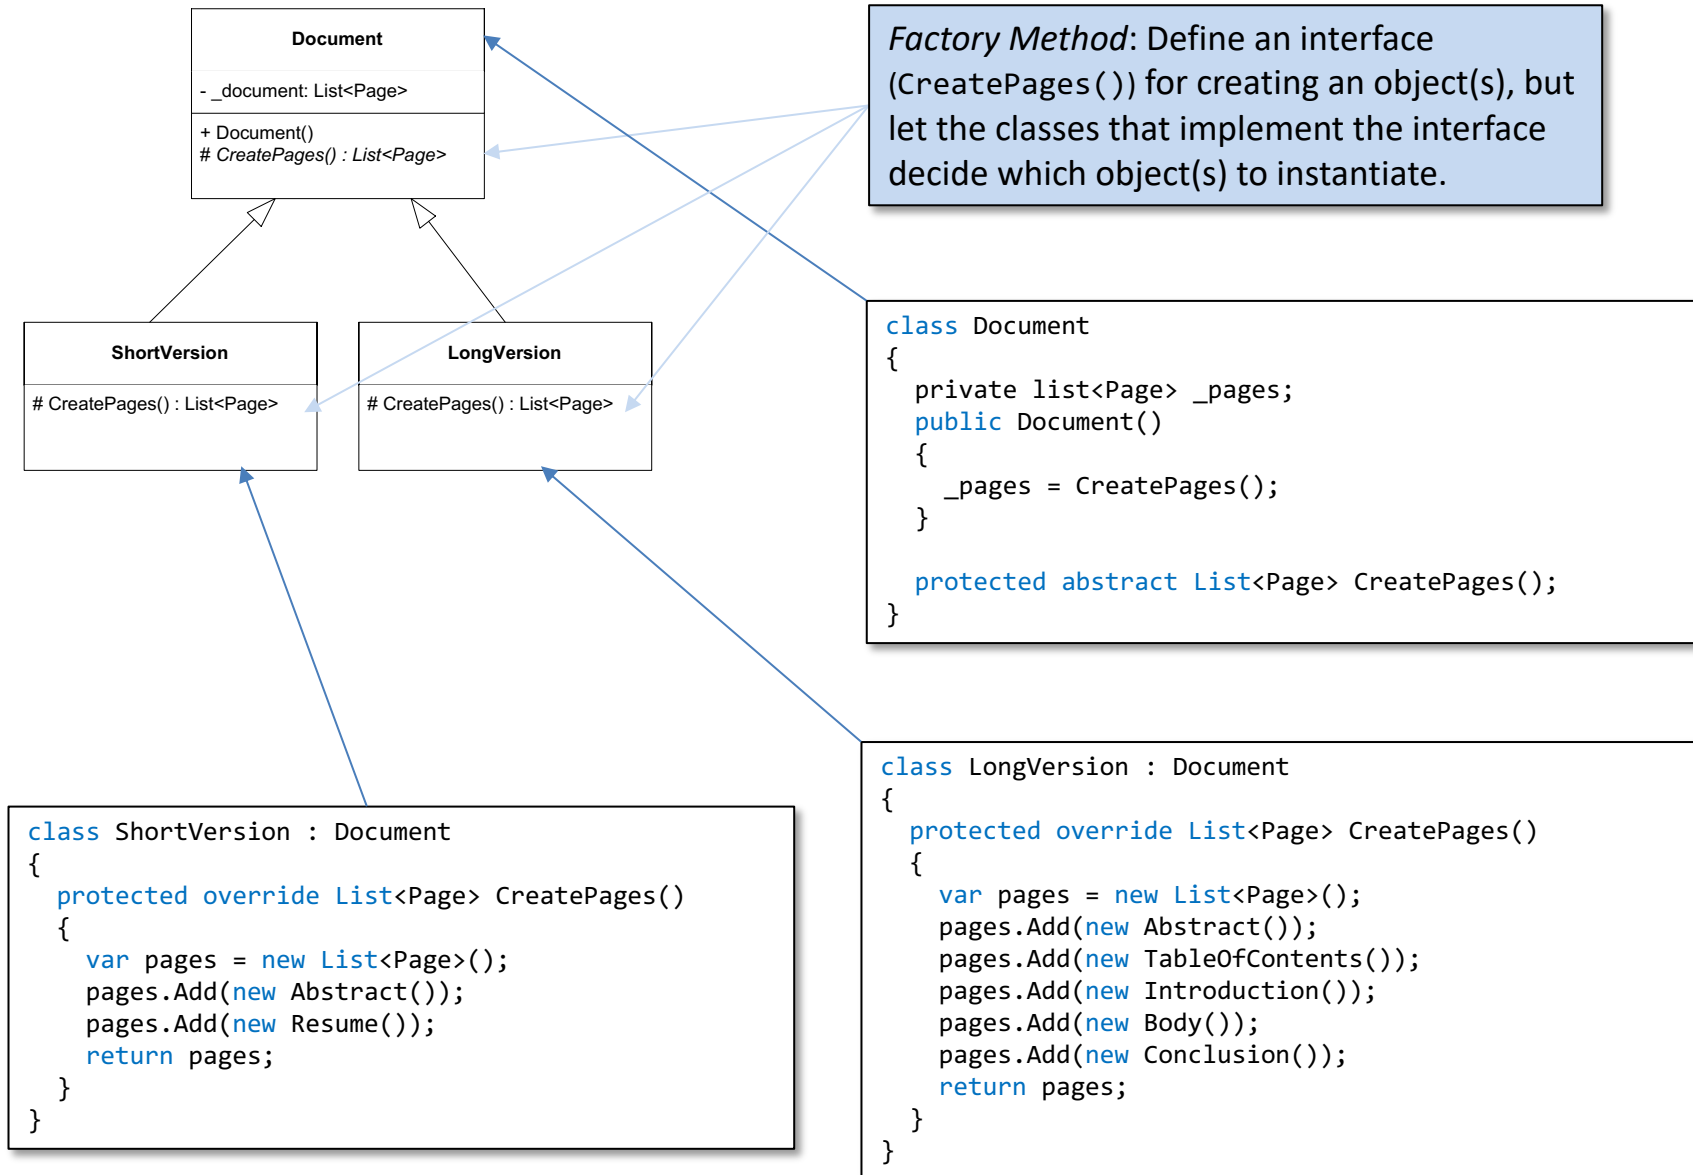 Document
- _document: List<Page>
+ Document()
# CreatePages() : List<Page>
Factory Method: Define an interface
(CreatePages()) for creating an object(s), but
let the classes that implement the interface
decide which object(s) to instantiate.
ShortVersion
# CreatePages() : List<Page>
LongVersion
# CreatePages() : List<Page>
class Document
{
  private list<Page> _pages;
  public Document()
  {
    _pages = CreatePages();
  }
  protected abstract List<Page> CreatePages();
}
class ShortVersion : Document
{
  protected override List<Page> CreatePages()
  {
    var pages = new List<Page>();
    pages.Add(new Abstract());
    pages.Add(new Resume());
    return pages;
  }
}
class LongVersion : Document
{
  protected override List<Page> CreatePages()
  {
    var pages = new List<Page>();
    pages.Add(new Abstract());
    pages.Add(new TableOfContents());
    pages.Add(new Introduction());
    pages.Add(new Body());
    pages.Add(new Conclusion());
    return pages;
  }
}